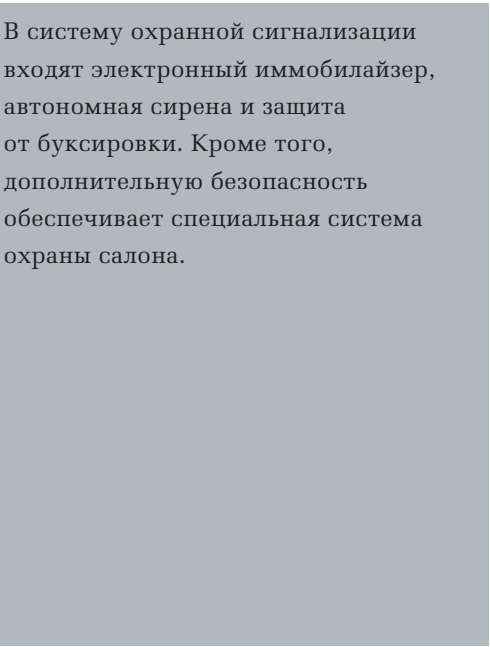 В систему охранной сигнализации
входят электронный иммобилайзер,
автономная сирена и защита
от буксировки. Кроме того,
дополнительную безопасность
обеспечивает специальная система
охраны салона.